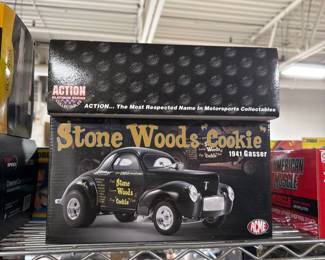 ACTION
PLATINUM SERIES
ACTION... The Most Respected Name in Motorsports Collectables
Stone Woods & Cookie
1941 Gasser
Stone
Woods
Cookie
ACME
AMERICAN
MUSCLE